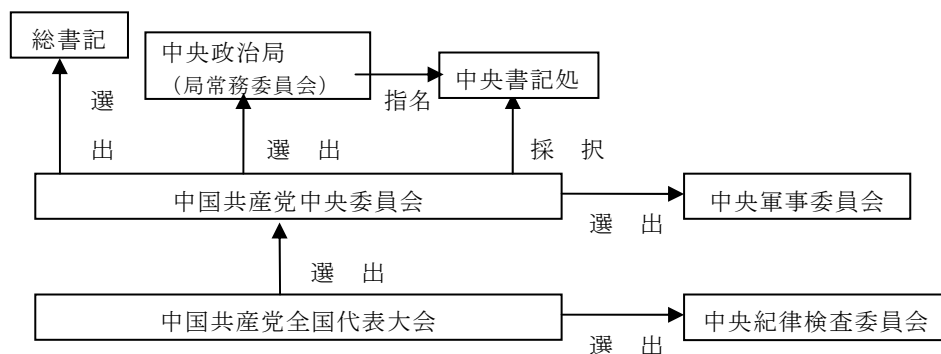 総書記
中央政治局
（局常務委員会）
中央書記処
指名
選
出
選　出
採　択
中国共産党中央委員会
中央軍事委員会
選　出
選　出
中国共産党全国代表大会
中央紀律検査委員会
選　出